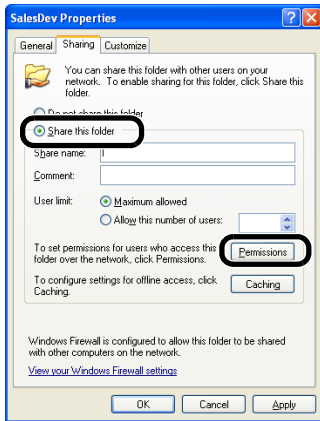 SalesDev Properties
General Sharing Customize
You can share this folder with other users on your
network. To enable sharing for this folder, click Share this
folder.
Do not share this folder
Share this folder
Share name:
Comment:
User limit: Maximum allowed
Allow this number of users:
To set permissions for users who access this
folder over the network, click Permissions.
Permissions
To configure settings for offline access, click
Caching.
Caching
Windows Firewall is configured to allow this folder to be shared
with other computers on the network.
View your Windows Firewall settings
OK Cancel Apply